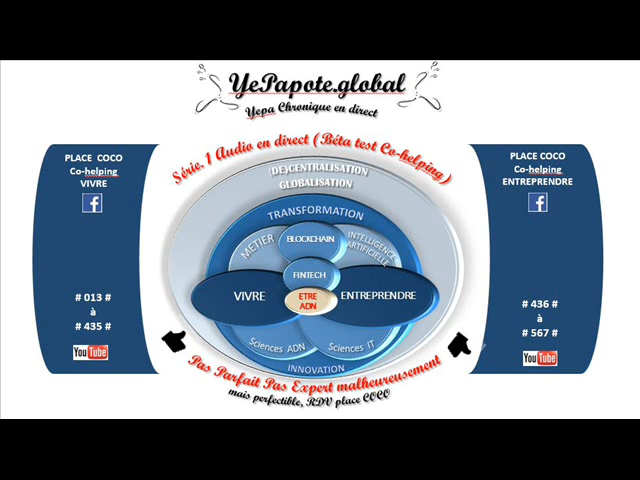 YePapote.global
Yepa Chronique en direct
Série, 1 Audio en direct (Béta test Co-helping)
PLACE COCO
Co-helping
VIVRE
f
# 013 #
à
# 435 #
YouTube
(DE)CENTRALISATION
GLOBALISATION
TRANSFORMATION
METIER
BLOCKCHAIN
INTELLIGENCE
ARTIFICIELLE
FINTECH
VIVRE
ETRE
ADN
ENTREPRENDRE
Sciences ADN
Sciences IT
INNOVATION
Pas Parfait Pas Expert malheureusement
mais perfectible, RDV place COCO
PLACE COCO
Co-helping
ENTREPRENDRE
f
# 436 #
à
# 567 #
YouTube